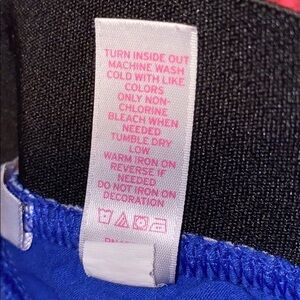 TURN INSIDE OUT
MACHINE WASH
COLD WITH LIKE
COLORS
ONLY NON-
CHLORINE
BLEACH WHEN
NEEDED
TUMBLE DRY
LOW
WARM IRON ON
REVERSE IF
NEEDED
DO NOT IRON ON
DECORATION